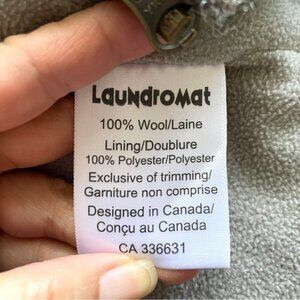 LaundroMat
100% Wool/Laine
Lining/Doublure
100% Polyester/Polyester
Exclusive of trimming/
Garniture non comprise
Designed in Canada/
Conçu au Canada
CA 336631